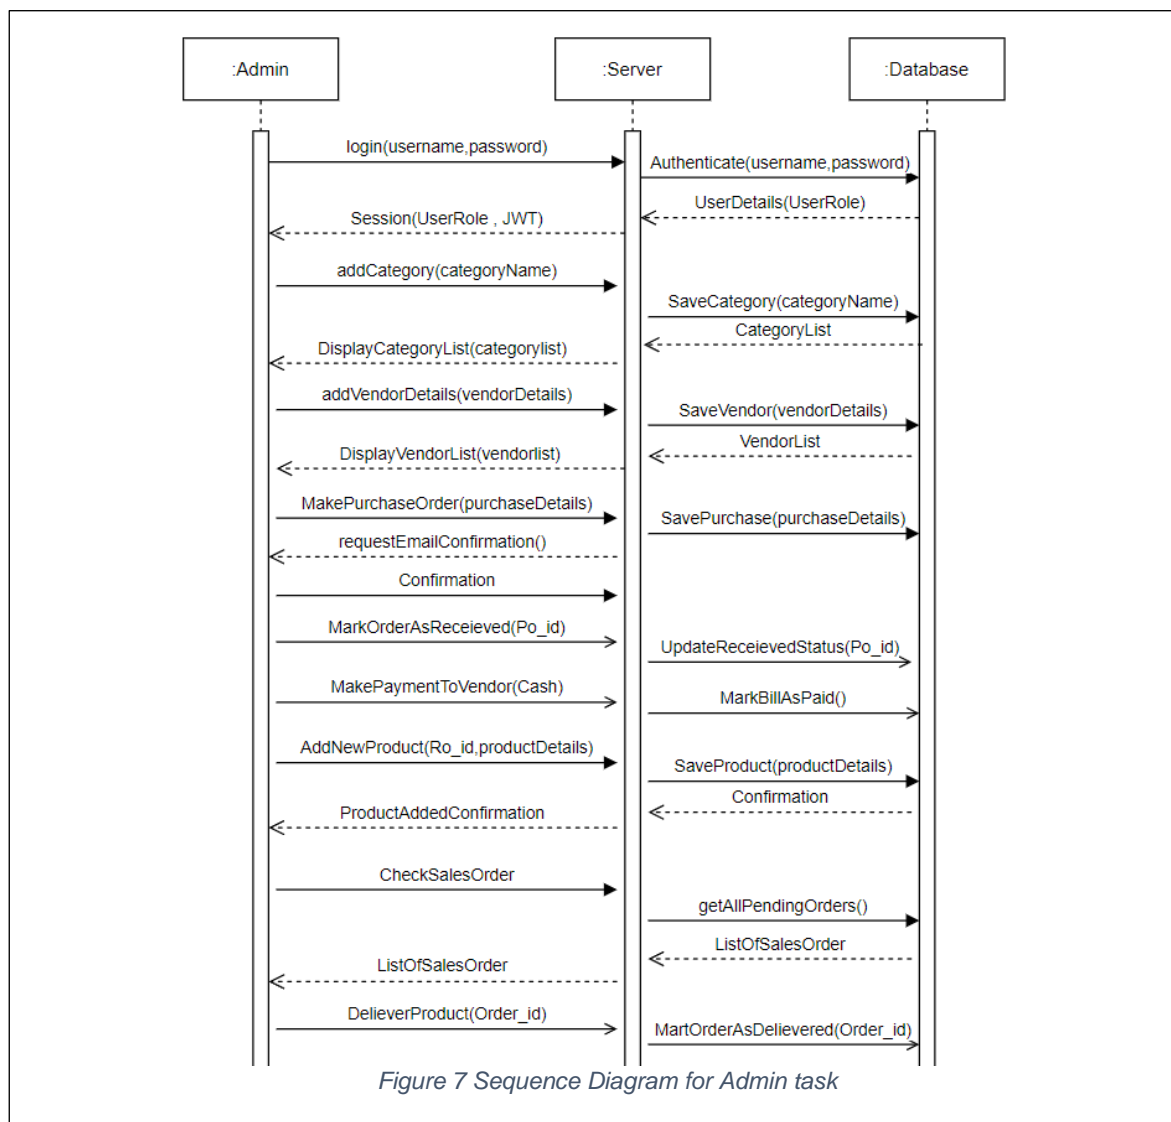 :Admin
:Server
:Database
login(username,password)
Authenticate(username,password)
UserDetails(UserRole)
Session(UserRole , JWT)
addCategory(categoryName)
SaveCategory(categoryName)
CategoryList
DisplayCategoryList(categorylist)
addVendorDetails(vendorDetails)
SaveVendor(vendorDetails)
VendorList
DisplayVendorList(vendorlist)
MakePurchaseOrder(purchaseDetails)
SavePurchase(purchaseDetails)
requestEmailConfirmation()
Confirmation
MarkOrderAsReceieved(Po_id)
UpdateReceievedStatus(Po_id)
MakePaymentToVendor(Cash)
MarkBillAsPaid()
AddNewProduct(Ro_id,productDetails)
SaveProduct(productDetails)
Confirmation
ProductAddedConfirmation
CheckSalesOrder
getAllPendingOrders()
ListOfSalesOrder
ListOfSalesOrder
DelieverProduct(Order_id)
MartOrderAsDelievered(Order_id)
Figure 7 Sequence Diagram for Admin task